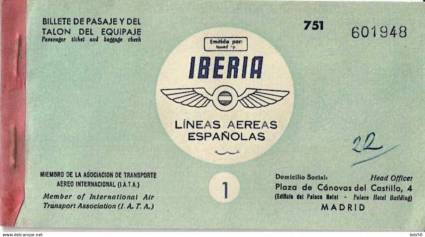 BILLETE DE PASAJE Y DEL
TALON DEL EQUIPAJE
Passenger ticket and baggage check
Emitido por:
Issued by
751
601948
IBERIA
LÍNEAS AEREAS
ESPAÑOLAS
22
MIEMBRO DE LA ASOCIACION DE TRANSPORTE
AEREO INTERNACIONAL (I.A.T.A.)
Member of International Air
Transport Association (I. A. T. A.)
1
Domicilio Social: Head Office:
Plaza de Cánovas del Castillo, 4
(Edificio del Palace Hotel - Palace Hotel Building)
MADRID